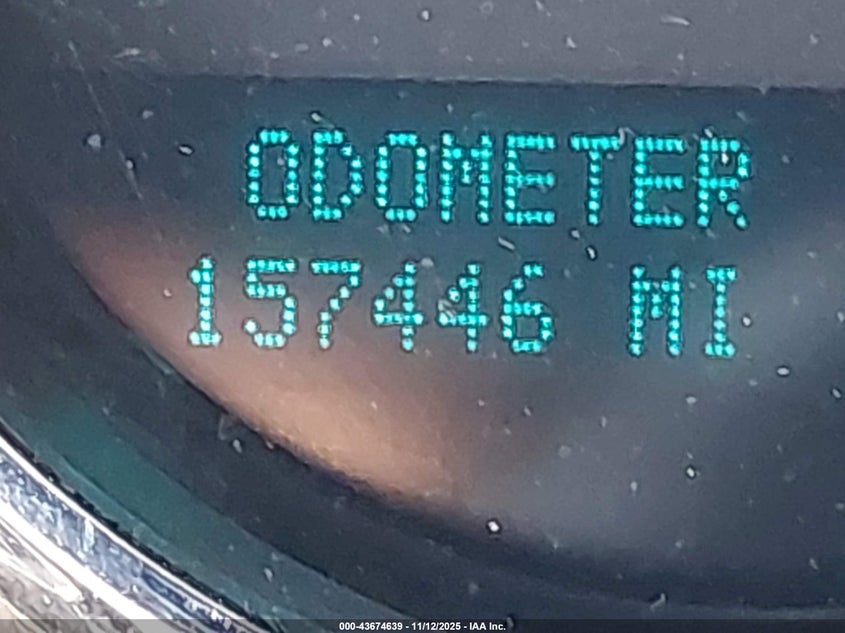 ODOMETER
157446 MI
000-43674639 - 11/12/2025 - IAA Inc.